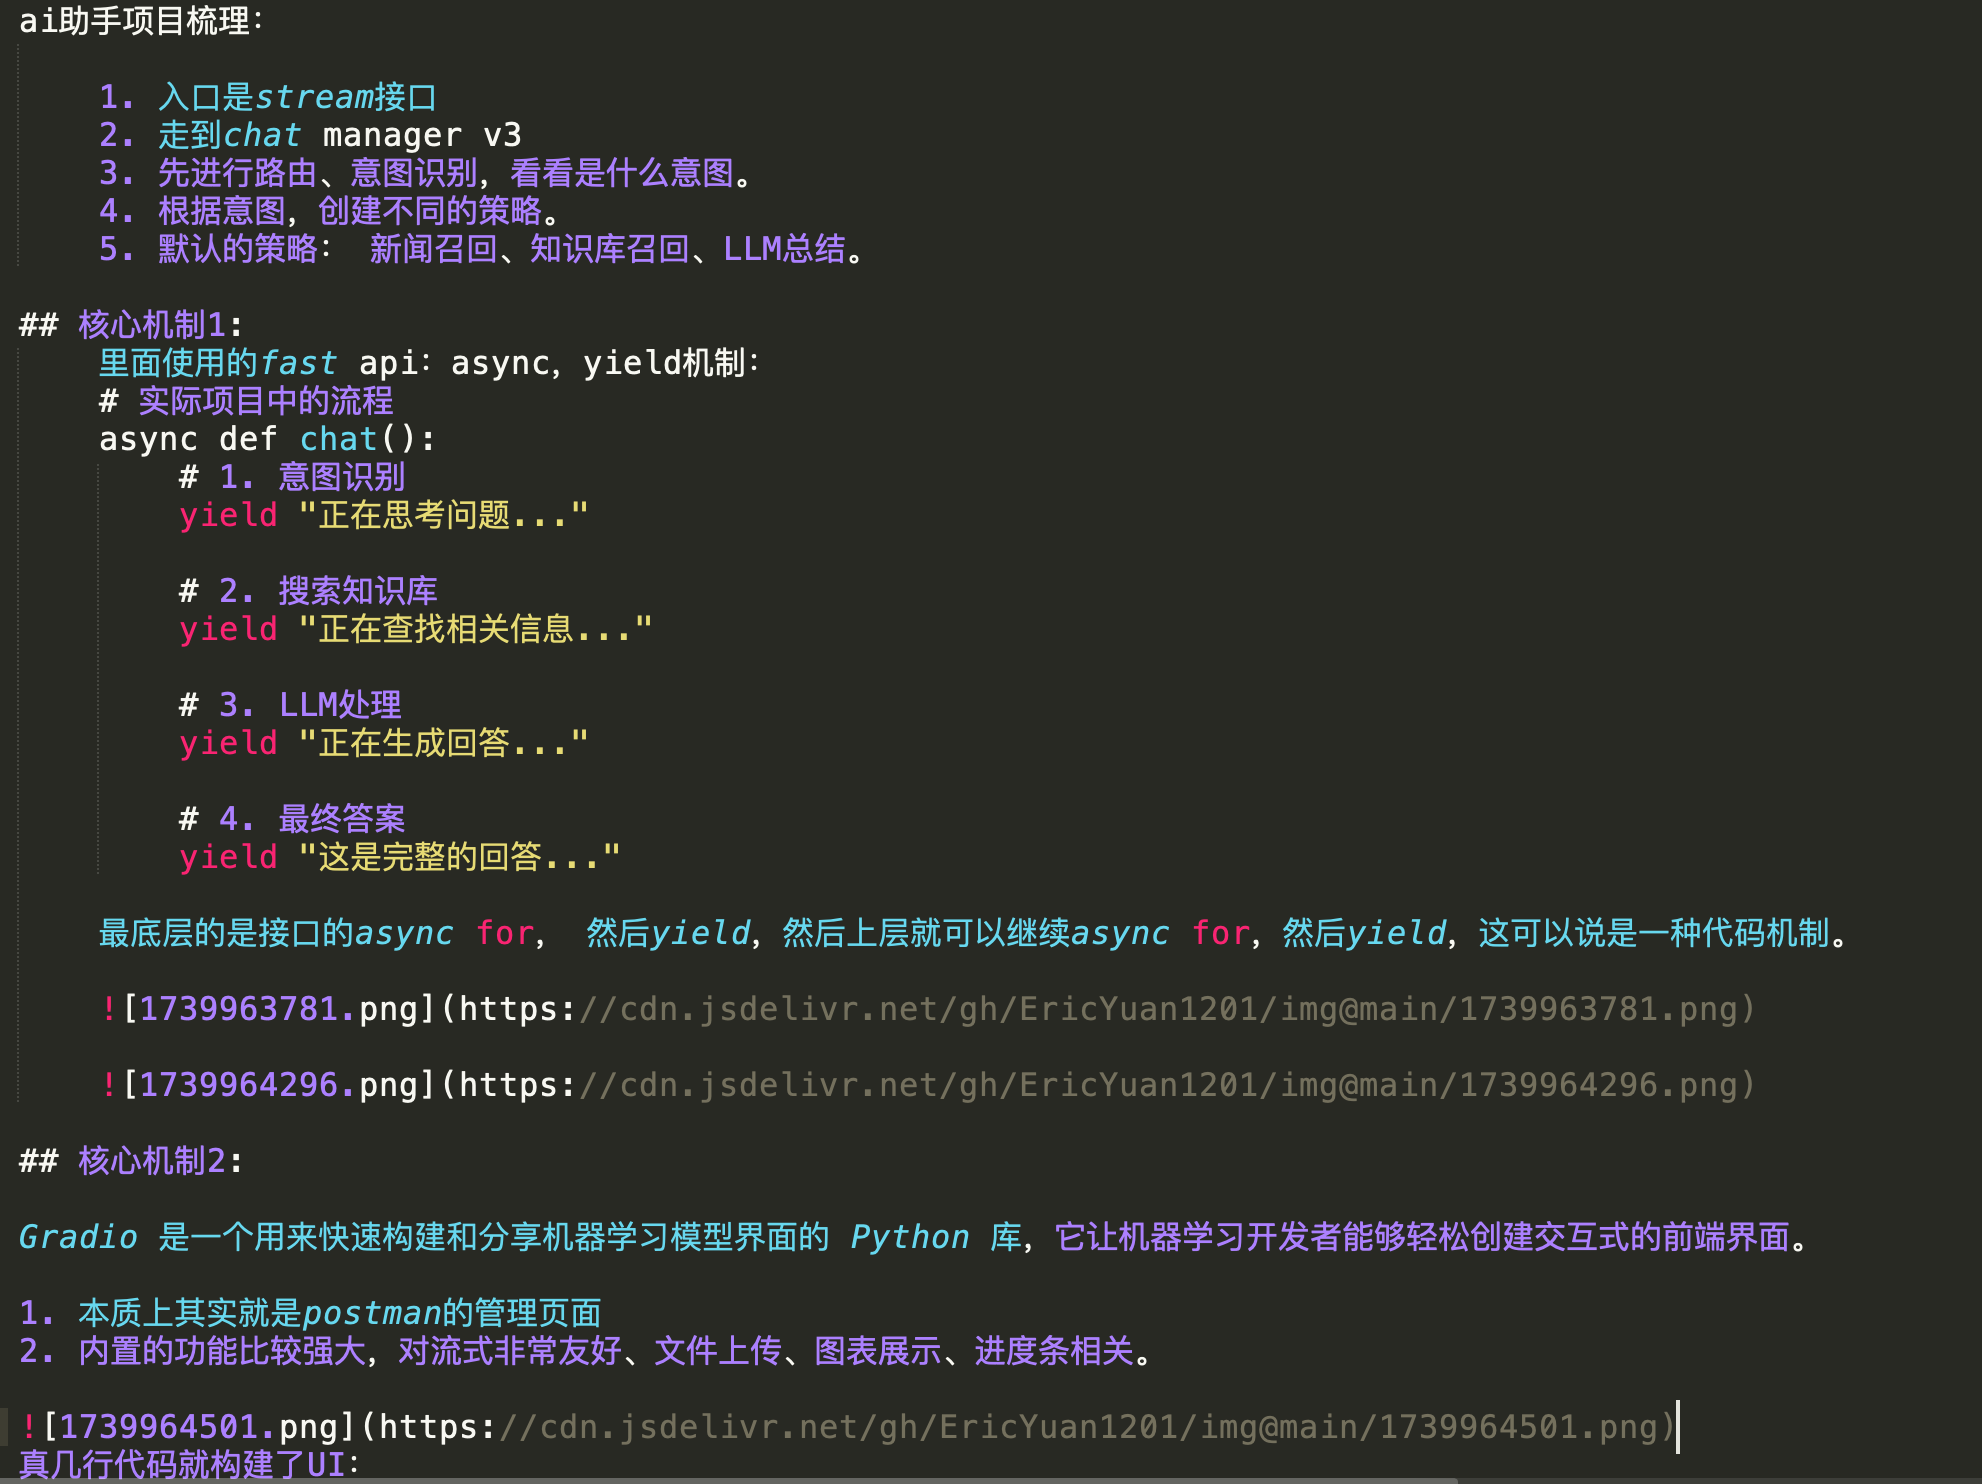 ai助手项目梳理：
1. 入口是stream接口
2. 走到chat manager v3
3. 先进行路由、意图识别，看看是什么意图。
4. 根据意图，创建不同的策略。
5. 默认的策略： 新闻召回、知识库召回、LLM总结。
## 核心机制1:
里面使用的fast api：async，yield机制：
# 实际项目中的流程
async def chat():
# 1. 意图识别
yield "正在思考问题..."
# 2. 搜索知识库
yield "正在查找相关信息..."
# 3. LLM处理
yield "正在生成回答..."
# 4. 最终答案
yield "这是完整的回答..."
最底层的是接口的async for， 然后yield，然后上层就可以继续async for，然后yield，这可以说是一种代码机制。
![1739963781.png](https://cdn.jsdelivr.net/gh/EricYuan1201/img@main/1739963781.png)
![1739964296.png](https://cdn.jsdelivr.net/gh/EricYuan1201/img@main/1739964296.png)
## 核心机制2:
Gradio 是一个用来快速构建和分享机器学习模型界面的 Python 库，它让机器学习开发者能够轻松创建交互式的前端界面。
1. 本质上其实就是postman的管理页面
2. 内置的功能比较强大，对流式非常友好、文件上传、图表展示、进度条相关。
![1739964501.png](https://cdn.jsdelivr.net/gh/EricYuan1201/img@main/1739964501.png)
真几行代码就构建了UI：